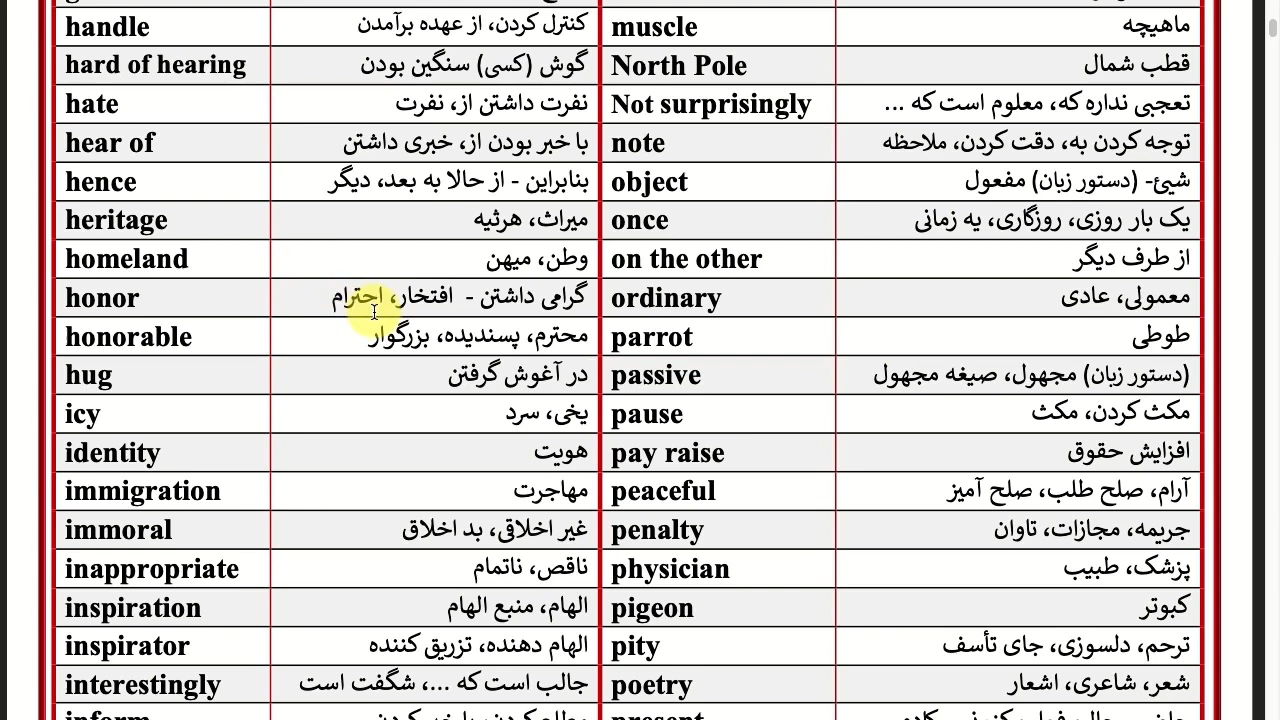 handle کنترل کردن، از عهده برآمدن muscle ماهیچه
hard of hearing گوش (کسی) سنگین بودن North Pole قطب شمال
hate نفرت داشتن از، نفرت Not surprisingly تعجبی نداره که، معلوم است که ...
hear of با خبر بودن از، خبری داشتن note توجه کردن به، دقت کردن، ملاحظه
hence بنابراین - از حالا به بعد، دیگر object شیئ- (دستور زبان) مفعول
heritage میراث، هرثیه once یک بار روزی، روزگاری، یه زمانی
homeland وطن، میهن on the other از طرف دیگر
honor گرامی داشتن - افتخار، احترام ordinary معمولی، عادی
honorable محترم، پسندیده، بزرگوار parrot طوطی
hug در آغوش گرفتن passive (دستور زبان) مجهول، صیغه مجهول
icy یخی، سرد pause مکث کردن، مکث
identity هویت pay raise افزایش حقوق
immigration مهاجرت peaceful آرام، صلح طلب، صلح آمیز
immoral غیر اخلاقی، بد اخلاق penalty جریمه، مجازات، تاوان
inappropriate ناقص، ناتمام physician پزشک، طبیب
inspiration الهام، منبع الهام pigeon کبوتر
inspirator الهام دهنده، تزریق کننده pity ترحم، دلسوزی، جای تأسف
interestingly جالب است که ...، شگفت است poetry شعر، شاعری، اشعار
inform present